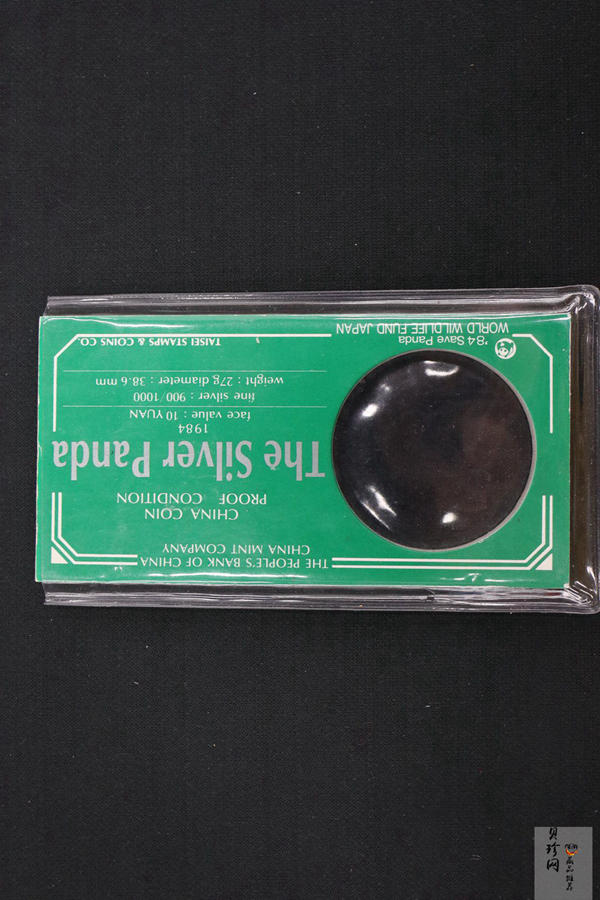 THE PEOPLE'S BANK OF CHINA
CHINA MINT COMPANY
CHINA COIN
PROOF CONDITION
The Silver Panda
1984
face value : 10 YUAN
fine silver : 900/1000
weight : 27g diameter : 38.6 mm
'84 Save Panda
WORLD WILDLIFE FUND JAPAN
TAISEI STAMPS & COINS CO.
贝珍网